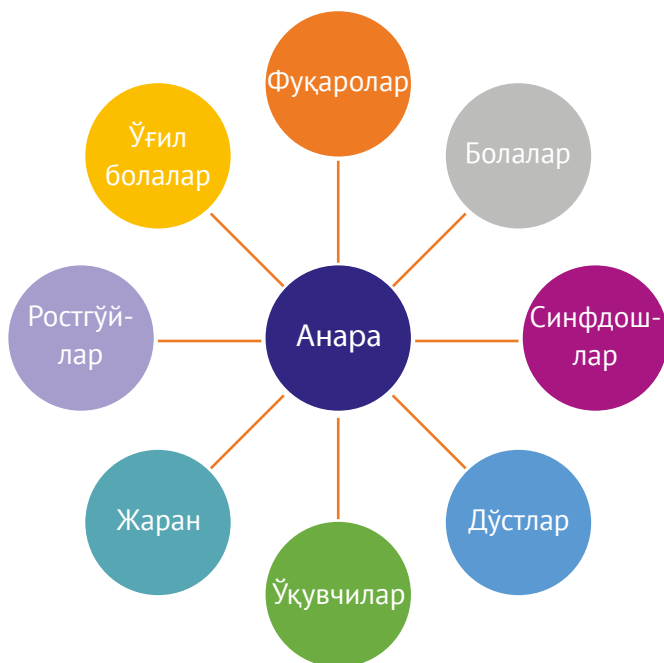 Фуқаролар
Ўғил
болалар
Болалар
Ростгўй-
лар
Анара
Синфдош-
лар
Жаран
Дўстлар
Ўқувчилар